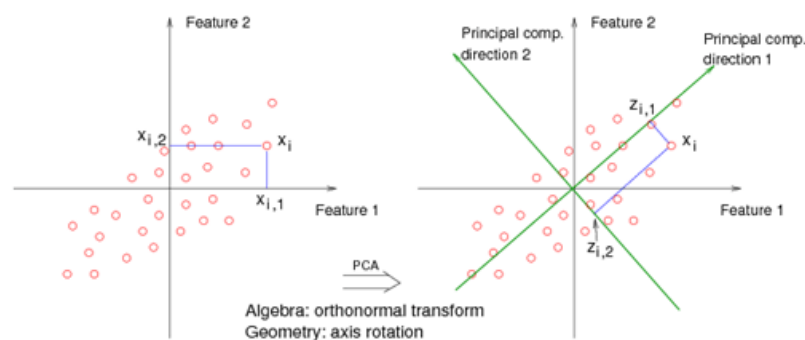 Feature 2
x_{i,2}
x_i
x_{i,1}
Feature 1
PCA
Algebra: orthonormal transform
Geometry: axis rotation
Principal comp.
direction 2
Feature 2
Principal comp.
direction 1
z_{i,1}
x_i
Feature 1
z_{i,2}